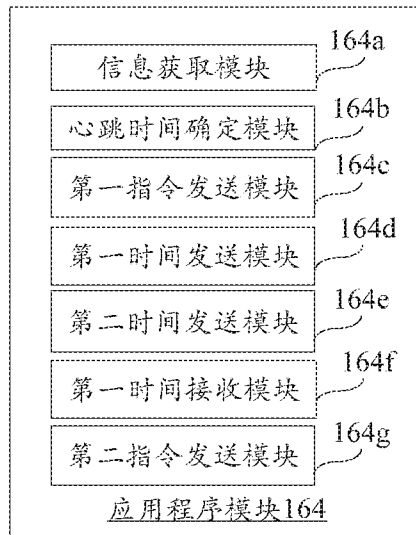 信息获取模块 164a
心跳时间确定模块 164b
第一指令发送模块 164c
第一时间发送模块 164d
第二时间发送模块 164e
第一时间接收模块 164f
第二指令发送模块 164g
应用程序模块164